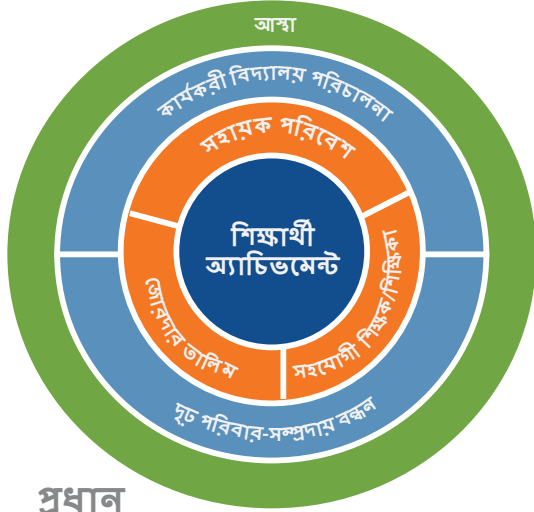 আস্থা
কার্যকরী বিদ্যালয় পরিচালনা
সহায়ক পরিবেশ
শিক্ষার্থী
অ্যাচিভমেন্ট
জোরদার তালিম
সহযোগী শিক্ষক/শিক্ষিকা
দৃঢ় পরিবার-সম্প্রদায় বন্ধন
প্রধান